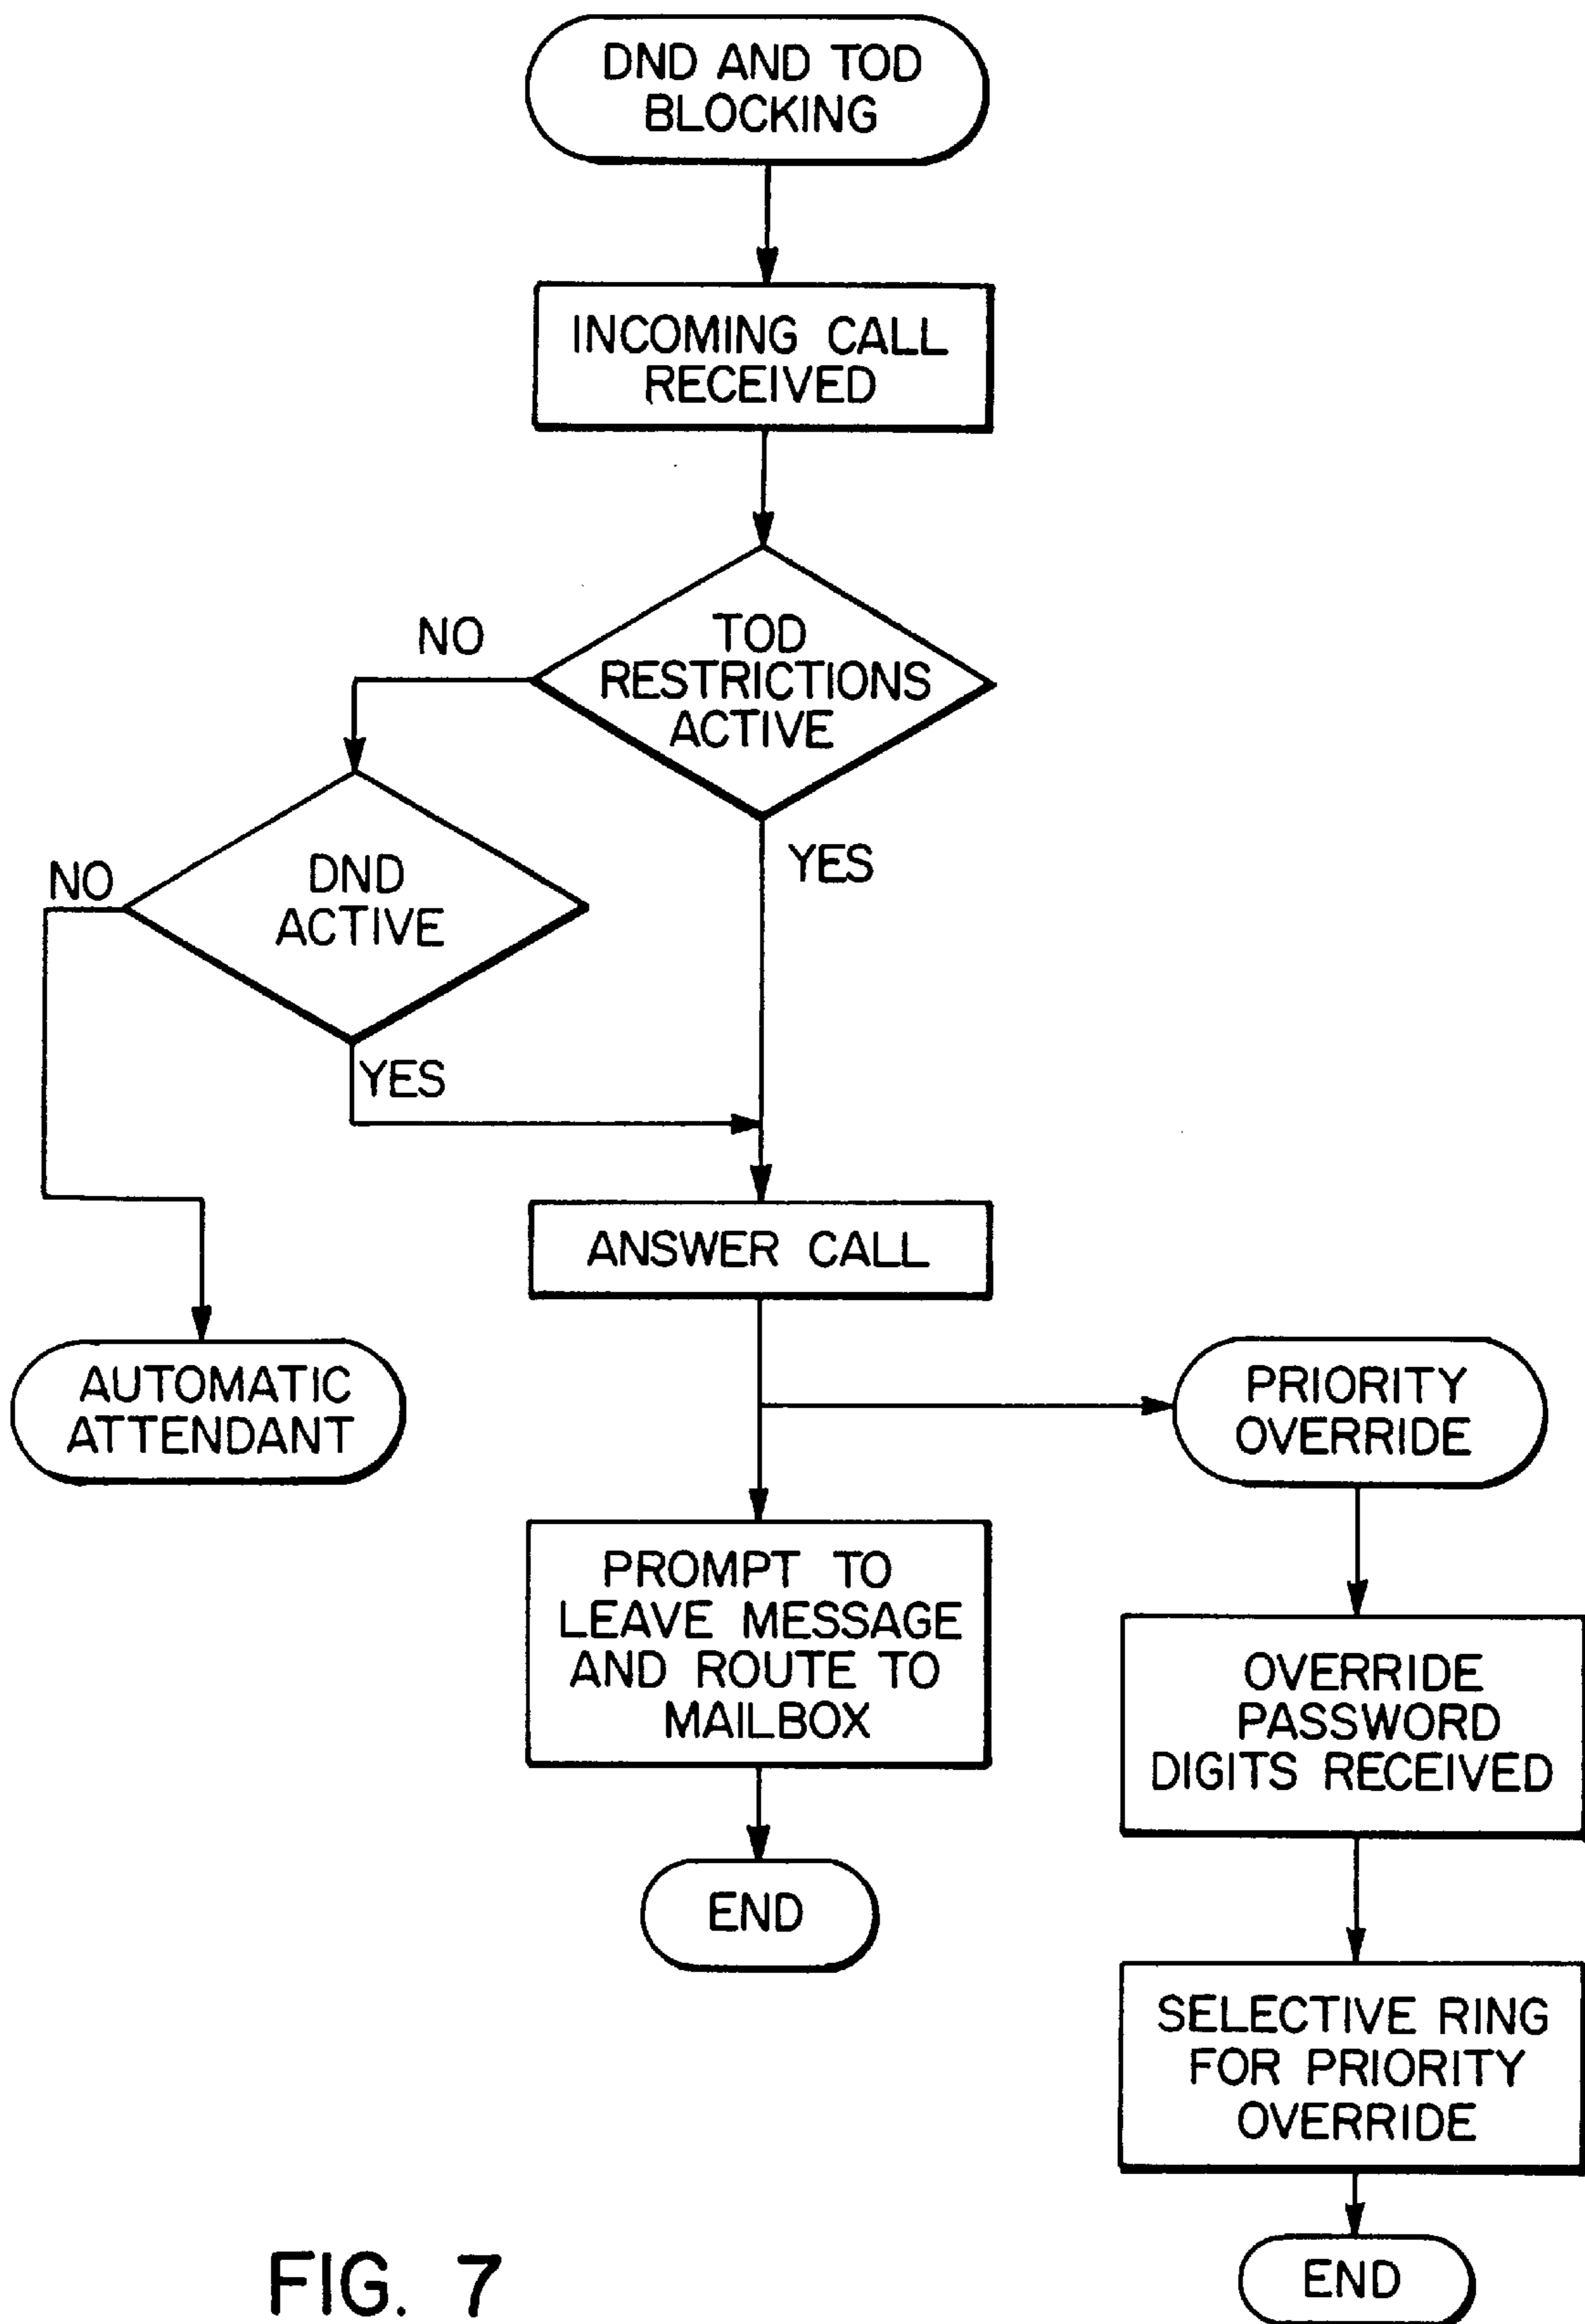 DND AND TOD
BLOCKING
INCOMING CALL
RECEIVED
NO
TOD
RESTRICTIONS
ACTIVE
YES
NO
DND
ACTIVE
YES
ANSWER CALL
AUTOMATIC
ATTENDANT
PRIORITY
OVERRIDE
PROMPT TO
LEAVE MESSAGE
AND ROUTE TO
MAILBOX
OVERRIDE
PASSWORD
DIGITS RECEIVED
END
SELECTIVE RING
FOR PRIORITY
OVERRIDE
END
FIG. 7